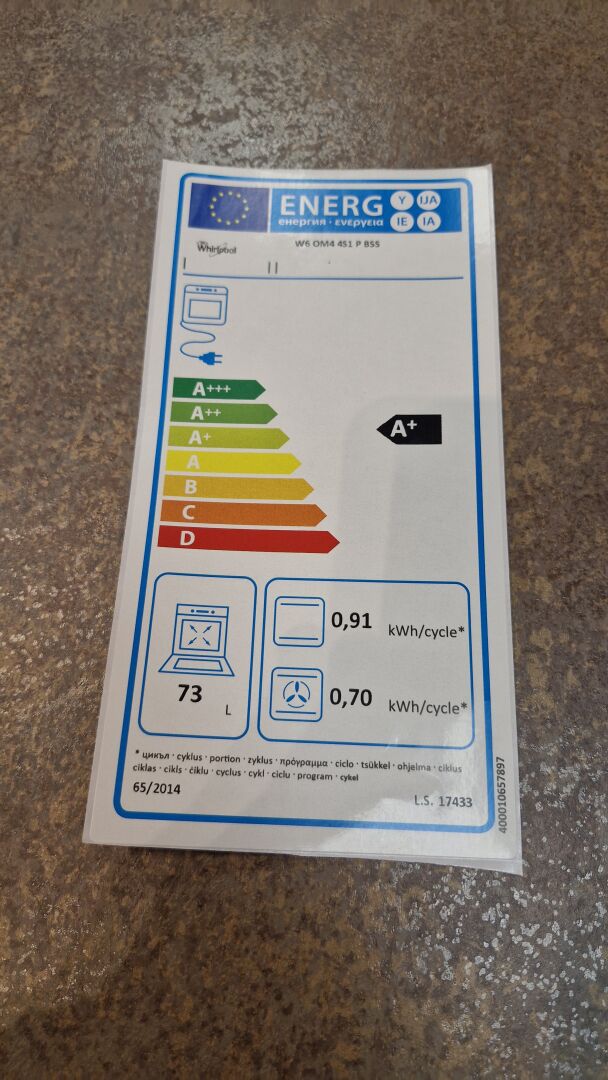 ENERG Y IJA
енергия · ενεργεια IE IA
Whirlpool W6 OM4 4S1 P BSS
I II
A+++
A++
A+ A+
A
B
C
D
0,91 kWh/cycle*
73 L
0,70 kWh/cycle*
* цикъл · cyklus · portion · zyklus · πρόγραμμα · ciclo · tsükkel · ohjelma · ciklus
ciklas · cikls · ċiklu · cyclus · cykl · ciclu · program · cykel
65/2014
L.S. 17433
400010657897